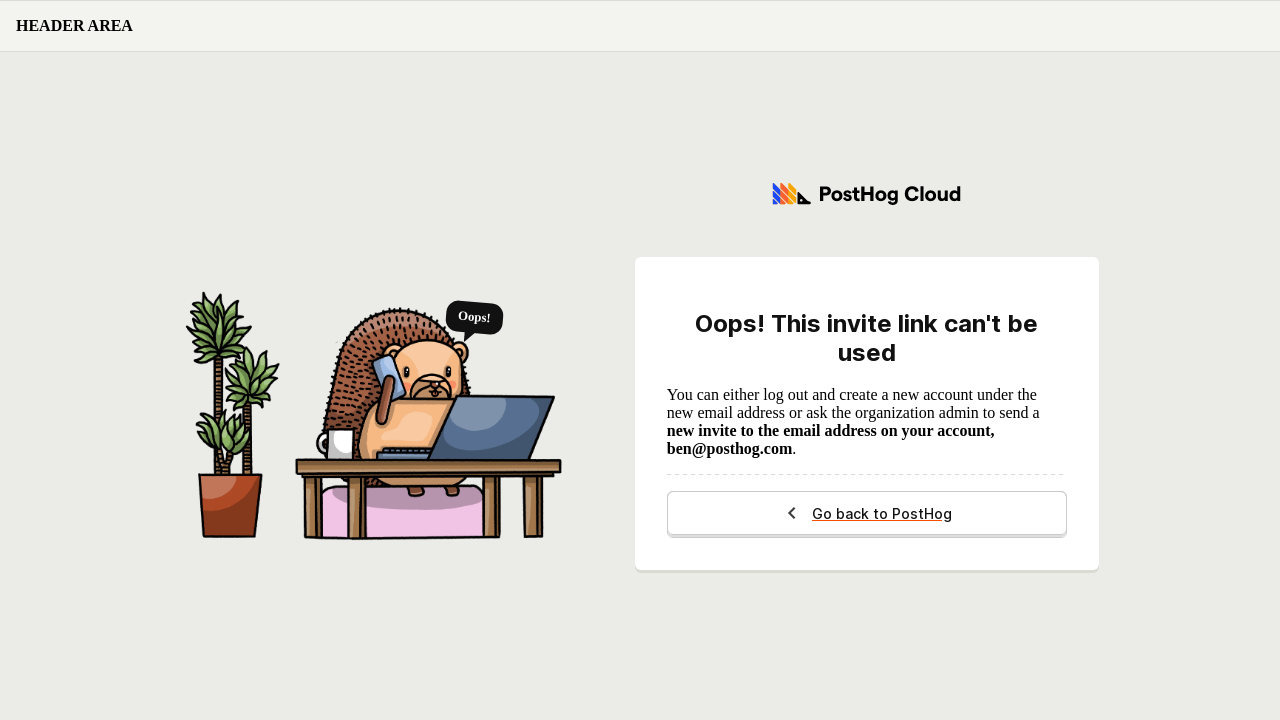 HEADER AREA
PostHog Cloud
Oops!
Oops! This invite link can't be
used
You can either log out and create a new account under the
new email address or ask the organization admin to send a
new invite to the email address on your account,
ben@posthog.com.
Go back to PostHog